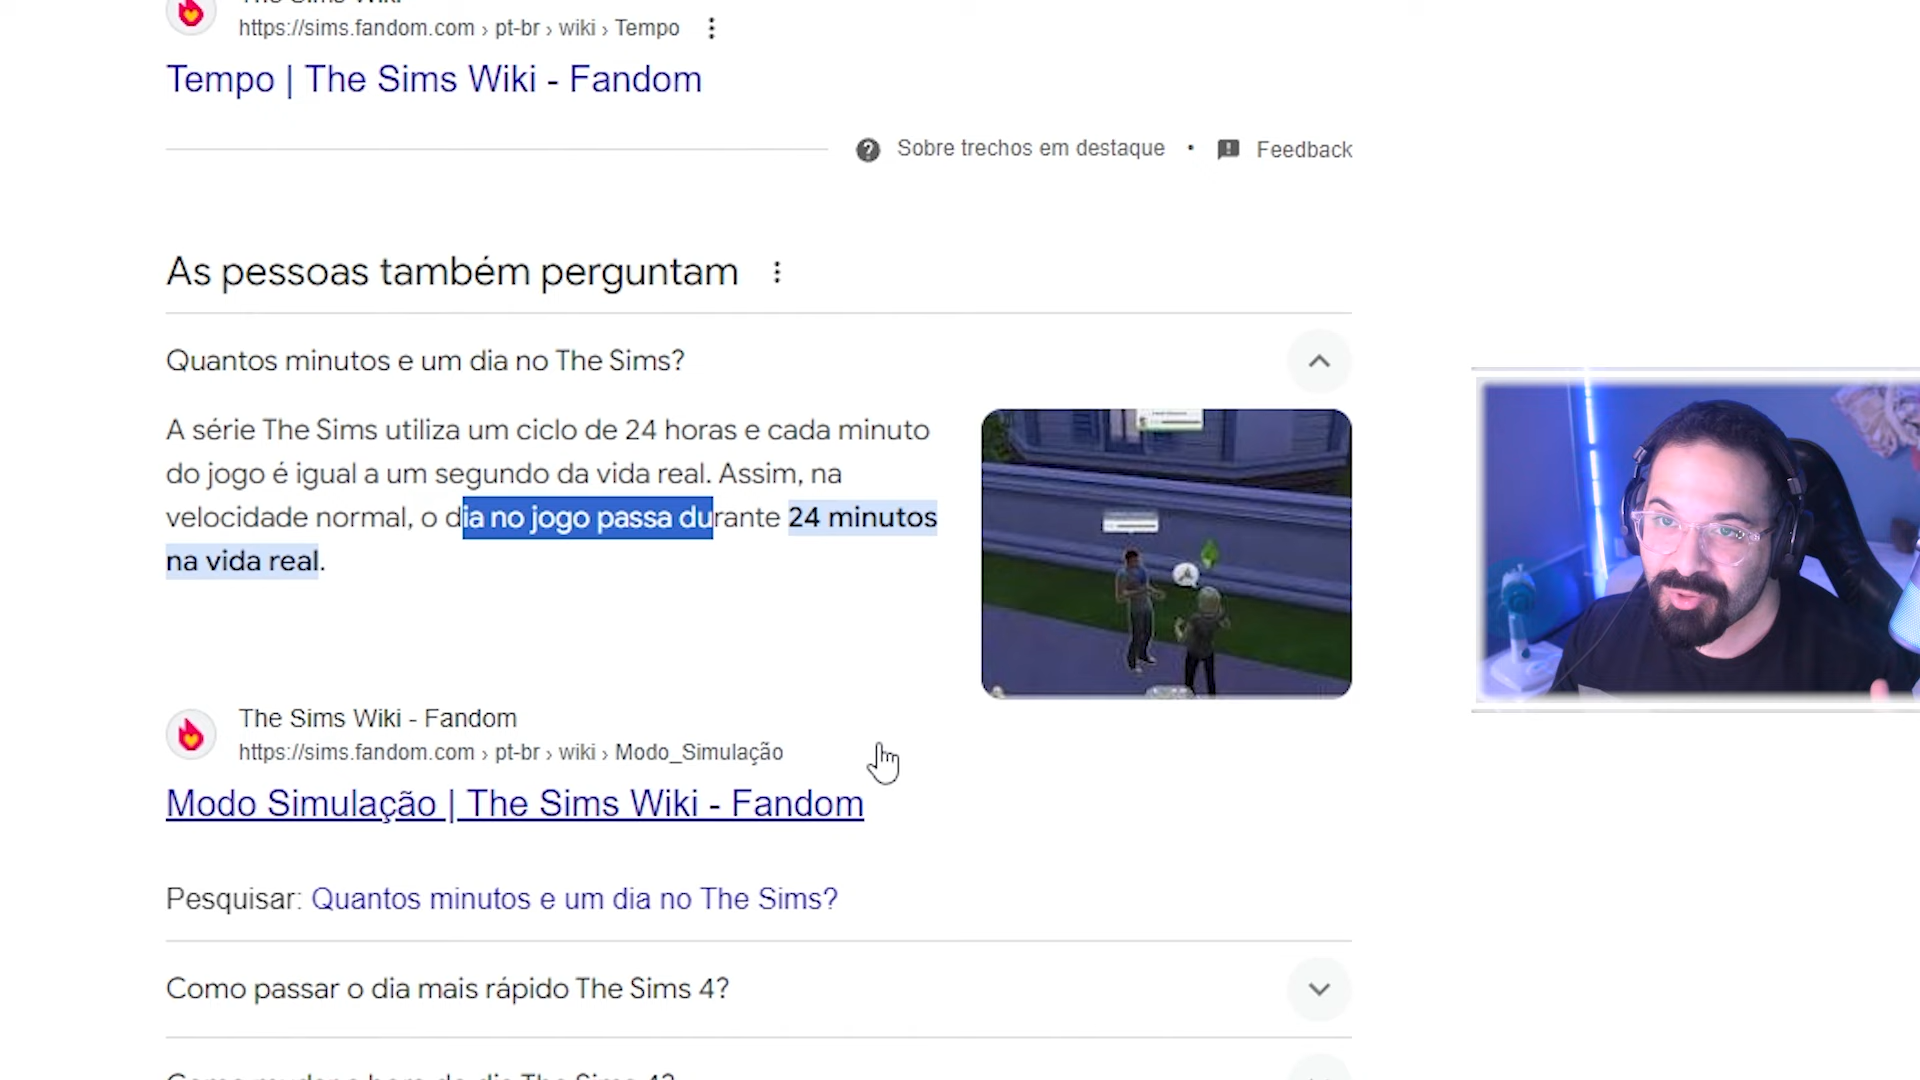 https://sims.fandom.com › pt-br › wiki › Tempo
Tempo | The Sims Wiki - Fandom
Sobre trechos em destaque • Feedback
As pessoas também perguntam
Quantos minutos e um dia no The Sims?
A série The Sims utiliza um ciclo de 24 horas e cada minuto
do jogo é igual a um segundo da vida real. Assim, na
velocidade normal, o dia no jogo passa durante 24 minutos
na vida real.
The Sims Wiki - Fandom
https://sims.fandom.com › pt-br › wiki › Modo_Simulação
Modo Simulação | The Sims Wiki - Fandom
Pesquisar: Quantos minutos e um dia no The Sims?
Como passar o dia mais rápido The Sims 4?